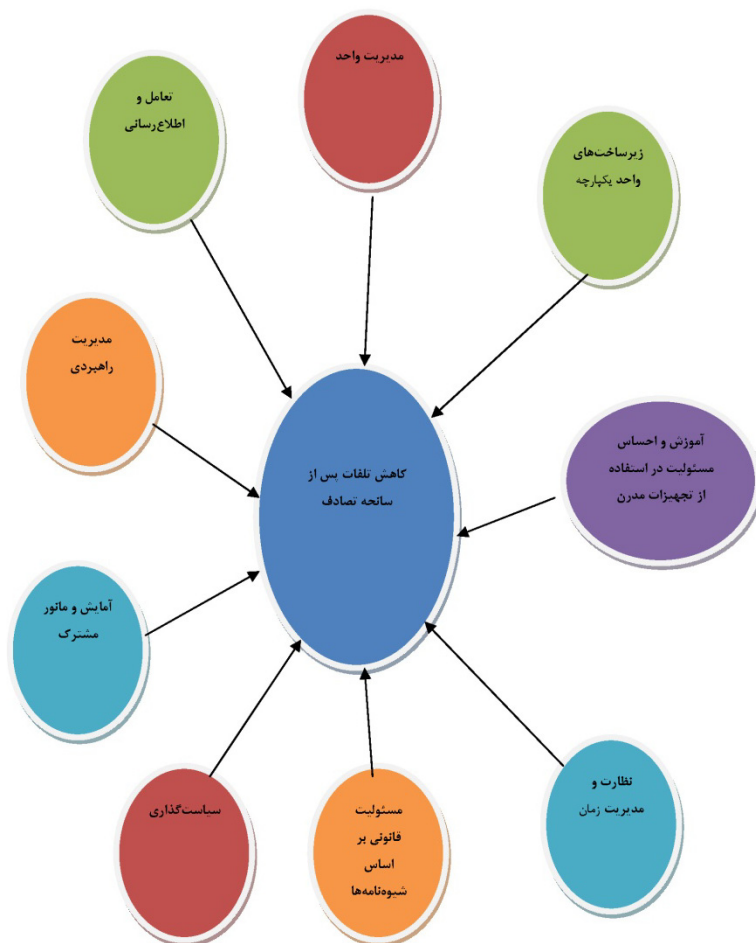 مدیریت واحد
تعامل و
اطلاع‌رسانی
زیرساخت‌های
واحد یکپارچه
مدیریت
راهبردی
آموزش و احساس
مسئولیت در استفاده
از تجهیزات مدرن
کاهش تلفات پس از
سانحه تصادف
آمایش و مانور
مشترک
نظارت و
مدیریت زمان
سیاست‌گذاری
مسئولیت
قانونی بر
اساس
شیوه‌نامه‌ها